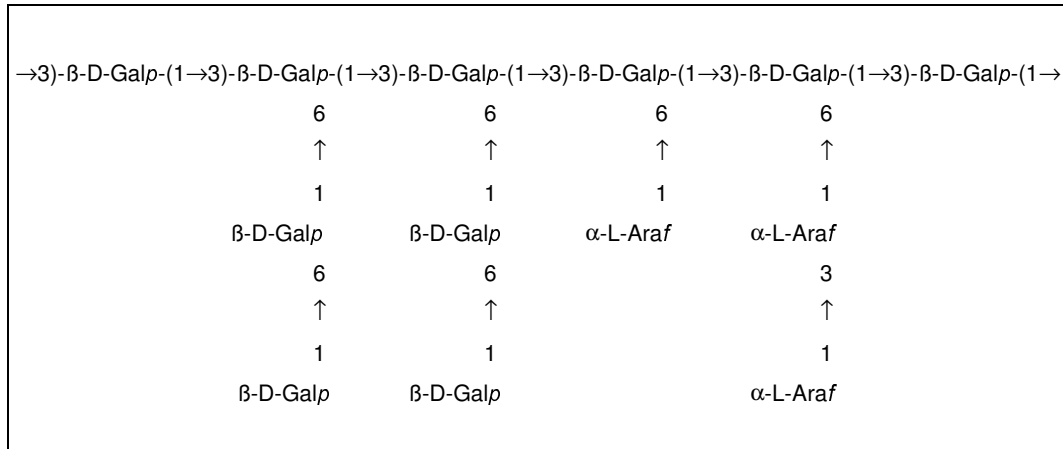 →3)-ß-D-Galp-(1→3)-ß-D-Galp-(1→3)-ß-D-Galp-(1→3)-ß-D-Galp-(1→3)-ß-D-Galp-(1→3)-ß-D-Galp-(1→
6 6 6 6
↑ ↑ ↑ ↑
1 1 1 1
ß-D-Galp ß-D-Galp α-L-Araf α-L-Araf
6 6 3
↑ ↑ ↑
1 1 1
ß-D-Galp ß-D-Galp α-L-Araf